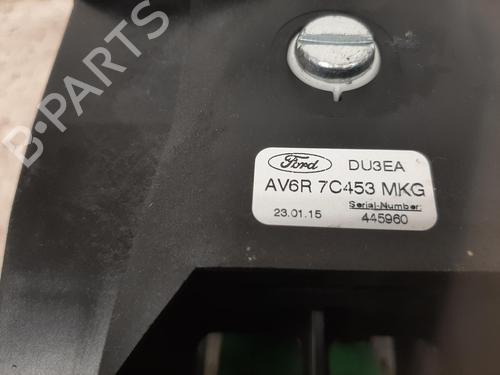 B-PARTS
Ford DU3EA
AV6R 7C453 MKG
Serial-Number:
23.01.15 445960